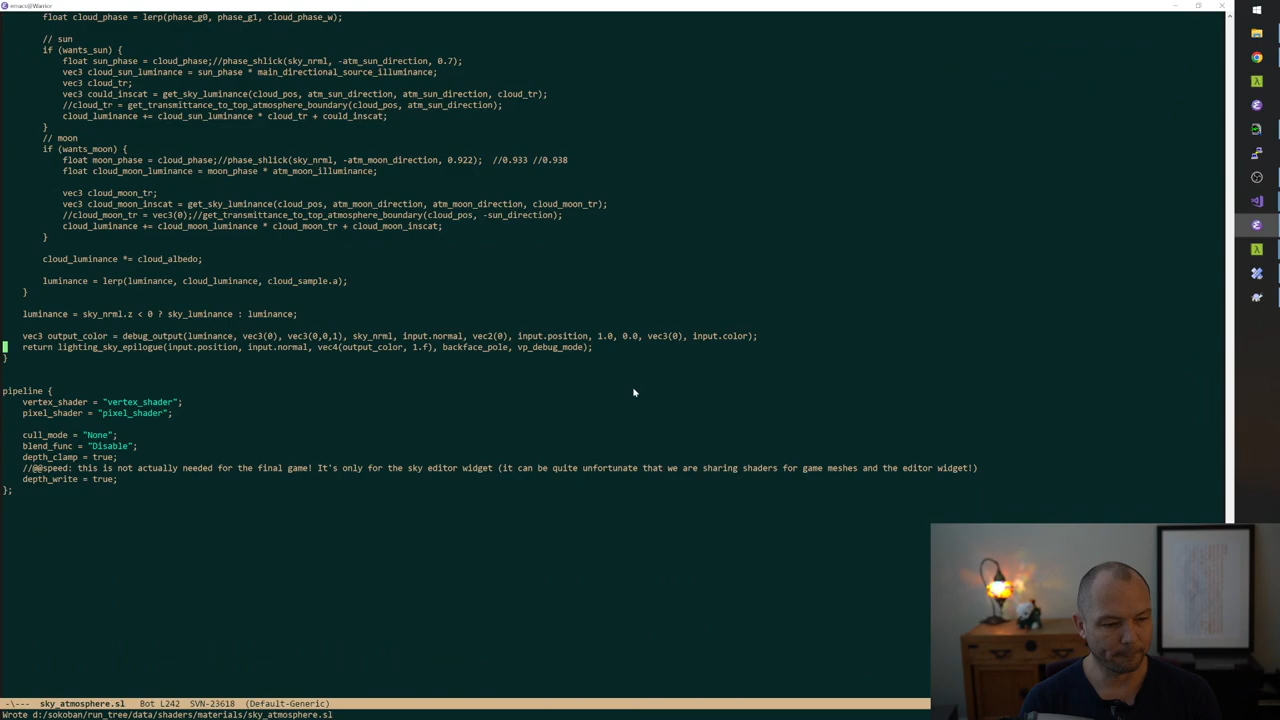 emacs@Warrior
float cloud_phase = lerp(phase_g0, phase_g1, cloud_phase_w);
// sun
if (wants_sun) {
float sun_phase = cloud_phase;//phase_shlick(sky_nrml, -atm_sun_direction, 0.7);
vec3 cloud_sun_luminance = sun_phase * main_directional_source_illuminance;
vec3 cloud_tr;
vec3 could_inscat = get_sky_luminance(cloud_pos, atm_sun_direction, atm_sun_direction, cloud_tr);
//cloud_tr = get_transmittance_to_top_atmosphere_boundary(cloud_pos, atm_sun_direction);
cloud_luminance += cloud_sun_luminance * cloud_tr + could_inscat;
}
// moon
if (wants_moon) {
float moon_phase = cloud_phase;//phase_shlick(sky_nrml, -atm_moon_direction, 0.922);  //0.933 //0.938
float cloud_moon_luminance = moon_phase * atm_moon_illuminance;
vec3 cloud_moon_tr;
vec3 cloud_moon_inscat = get_sky_luminance(cloud_pos, atm_moon_direction, atm_moon_direction, cloud_moon_tr);
//cloud_moon_tr = vec3(0);//get_transmittance_to_top_atmosphere_boundary(cloud_pos, -sun_direction);
cloud_luminance += cloud_moon_luminance * cloud_moon_tr + cloud_moon_inscat;
}
cloud_luminance *= cloud_albedo;
luminance = lerp(luminance, cloud_luminance, cloud_sample.a);
}
luminance = sky_nrml.z < 0 ? sky_luminance : luminance;
vec3 output_color = debug_output(luminance, vec3(0), vec3(0,0,1), sky_nrml, input.normal, vec2(0), input.position, 1.0, 0.0, vec3(0), input.color);
return lighting_sky_epilogue(input.position, input.normal, vec4(output_color, 1.f), backface_pole, vp_debug_mode);
}
pipeline {
vertex_shader = "vertex_shader";
pixel_shader = "pixel_shader";
cull_mode = "None";
blend_func = "Disable";
depth_clamp = true;
//@@speed: this is not actually needed for the final game! It's only for the sky editor widget (it can be quite unfortunate that we are sharing shaders for game meshes and the editor widget!)
depth_write = true;
};
-\--- sky_atmosphere.sl Bot L242 SVN-23618 (Default-Generic)
Wrote d:/sokoban/run_tree/data/shaders/materials/sky_atmosphere.sl